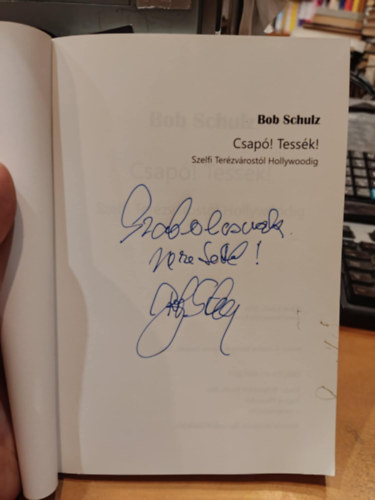 Bob Schulz
Csapó! Tessék!
Szelfi Terézvárostól Hollywoodig
Szabolcsnak
szeretettel!